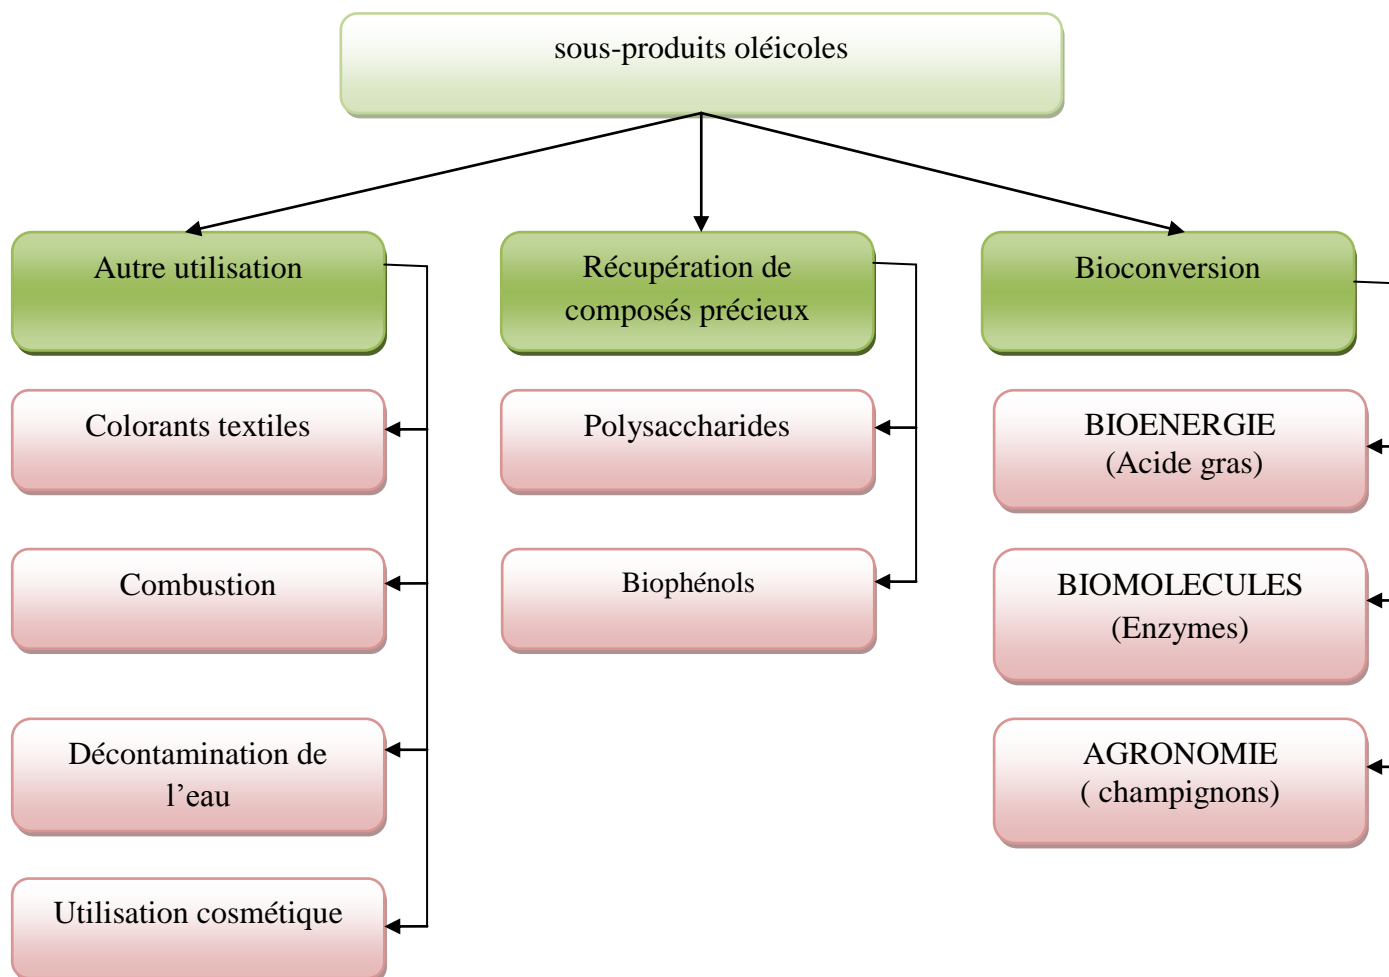 sous-produits oléicoles
Autre utilisation
Récupération de
composés précieux
Bioconversion
Colorants textiles
Polysaccharides
BIOENERGIE
(Acide gras)
Combustion
Biophénols
BIOMOLECULES
(Enzymes)
Décontamination de
l’eau
AGRONOMIE
( champignons)
Utilisation cosmétique